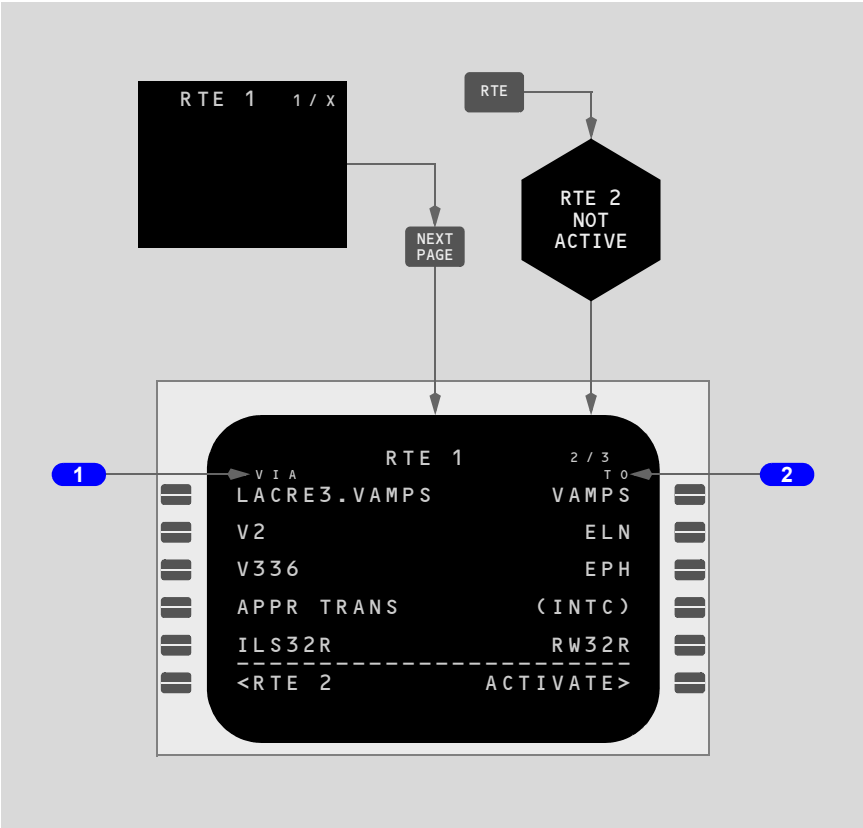 RTE 1 1/X
RTE
RTE 2
NOT
ACTIVE
NEXT
PAGE
RTE 1 2/3
VIA TO
1 2
LACRE3.VAMPS VAMPS
V2 ELN
V336 EPH
APPR TRANS (INTC)
ILS32R RW32R
------------------------
<RTE 2 ACTIVATE>